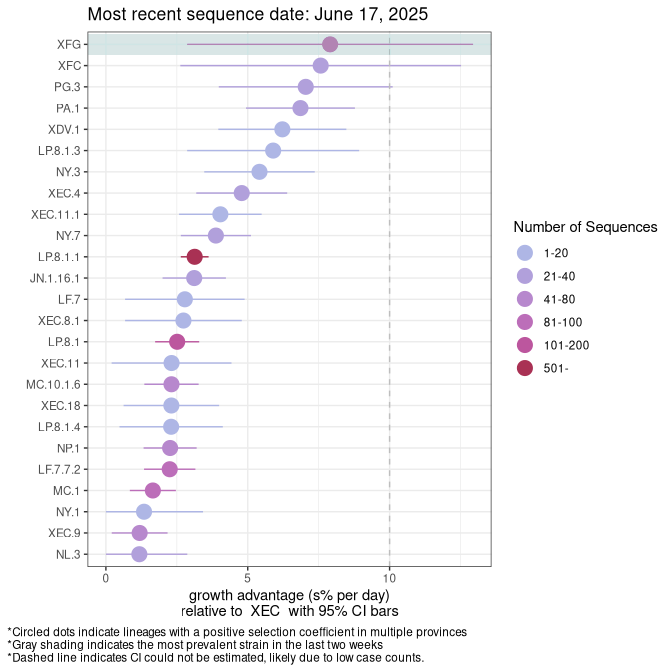 Most recent sequence date: June 17, 2025
XFG
XFC
PG.3
PA.1
XDV.1
LP.8.1.3
NY.3
XEC.4
XEC.11.1
NY.7
LP.8.1.1
JN.1.16.1
LF.7
XEC.8.1
LP.8.1
XEC.11
MC.10.1.6
XEC.18
LP.8.1.4
NP.1
LF.7.7.2
MC.1
NY.1
XEC.9
NL.3
0 5 10
growth advantage (s% per day)
relative to XEC with 95% CI bars
Number of Sequences
1-20
21-40
41-80
81-100
101-200
501-
*Circled dots indicate lineages with a positive selection coefficient in multiple provinces
*Gray shading indicates the most prevalent strain in the last two weeks
*Dashed line indicates CI could not be estimated, likely due to low case counts.